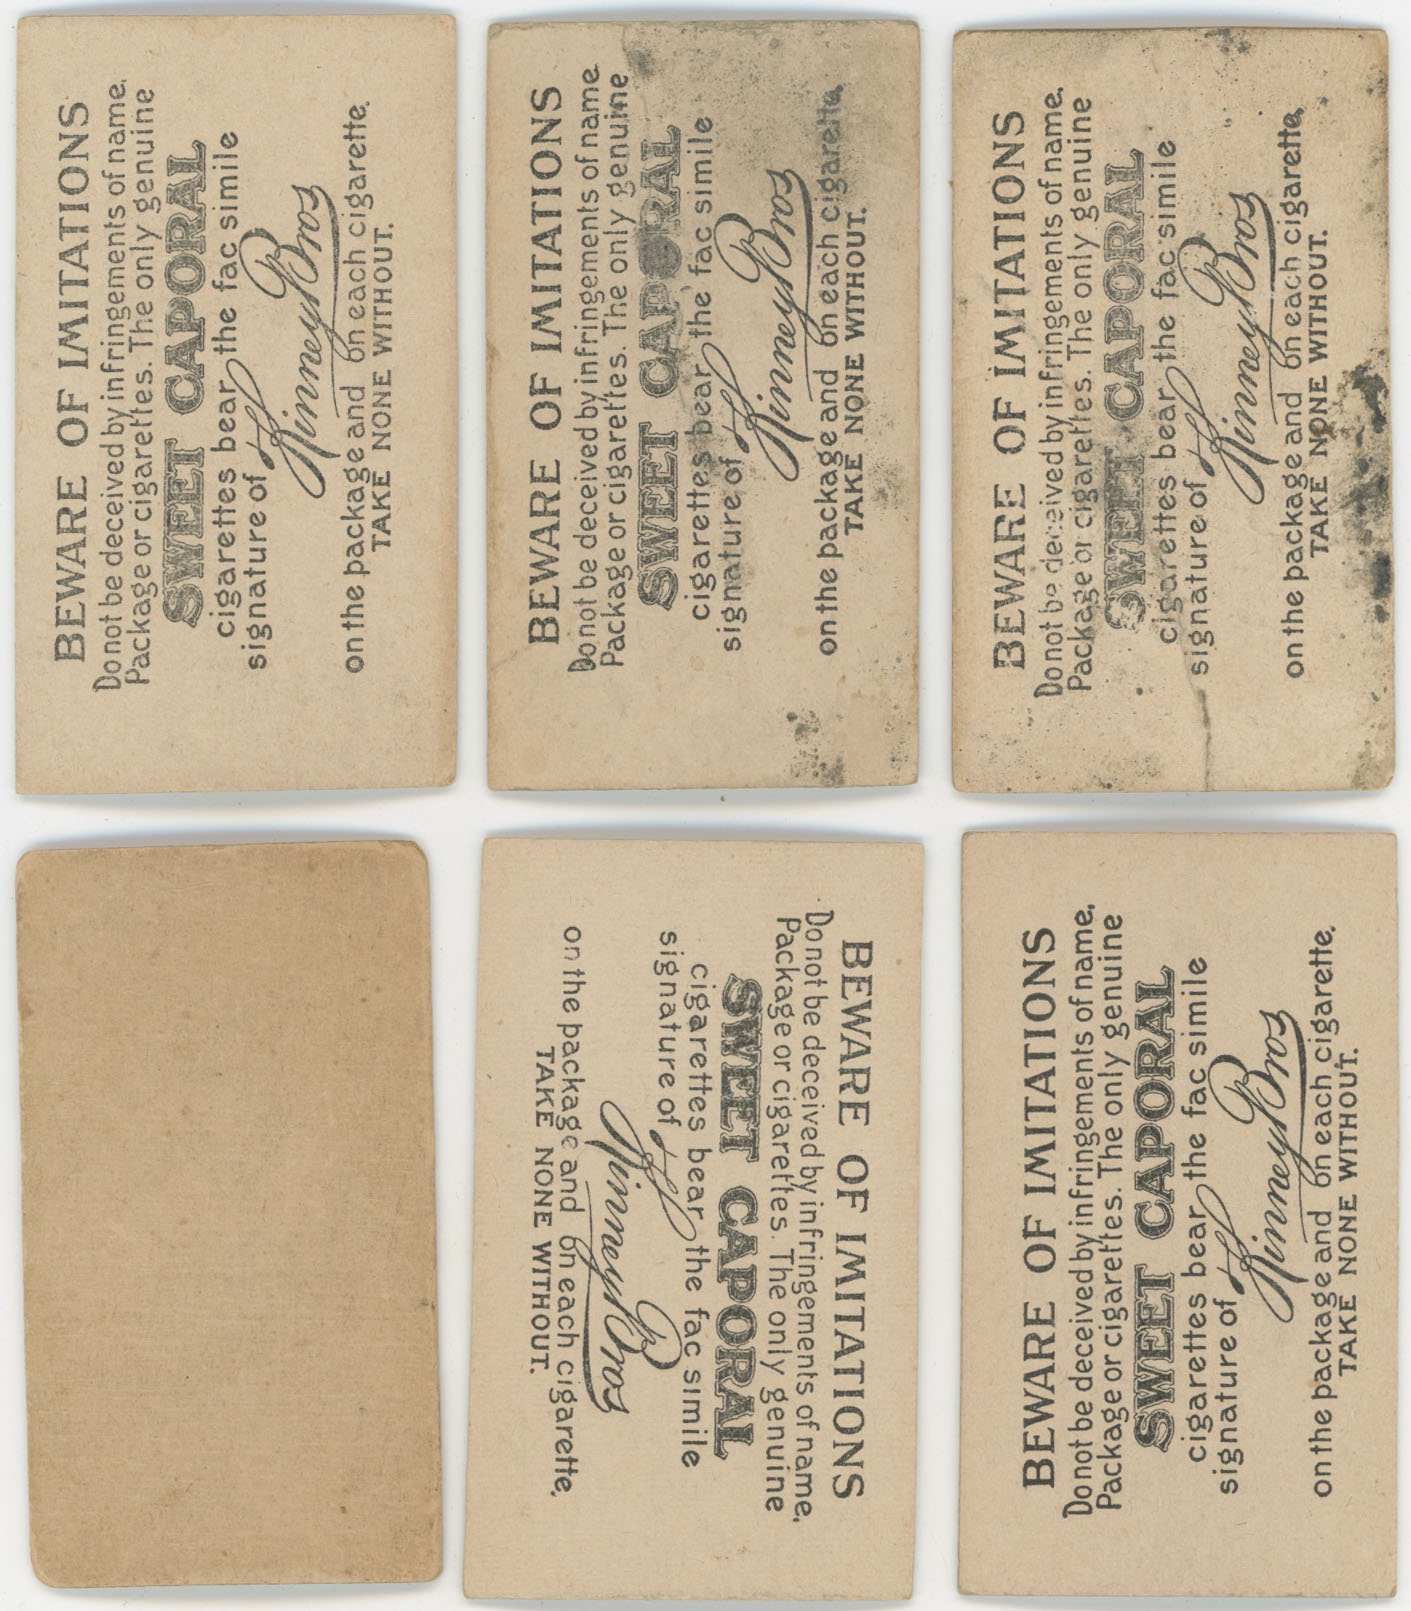 BEWARE OF IMITATIONS
Do not be deceived by infringements of name.
Package or cigarettes. The only genuine
SWEET CAPORAL
cigarettes bear the fac simile
signature of Kinney Bros
on the package and on each cigarette.
TAKE NONE WITHOUT.
BEWARE OF IMITATIONS
Do not be deceived by infringements of name.
Package or cigarettes. The only genuine
SWEET CAPORAL
cigarettes bear the fac simile
signature of Kinney Bros
on the package and on each cigarette,
TAKE NONE WITHOUT.
BEWARE OF IMITATIONS
Do not be deceived by infringements of name.
Package or cigarettes. The only genuine
SWEET CAPORAL
cigarettes bear the fac simile
signature of Kinney Bros
on the package and on each cigarette,
TAKE NONE WITHOUT.
BEWARE OF IMITATIONS
Do not be deceived by infringements of name,
Package or cigarettes. The only genuine
SWEET CAPORAL
cigarettes bear the fac simile
signature of Kinney Bros
on the package and on each cigarette,
TAKE NONE WITHOUT.
BEWARE OF IMITATIONS
Do not be deceived by infringements of name,
Package or cigarettes. The only genuine
SWEET CAPORAL
cigarettes bear the fac simile
signature of Kinney Bros
on the package and on each cigarette.
TAKE NONE WITHOUT.